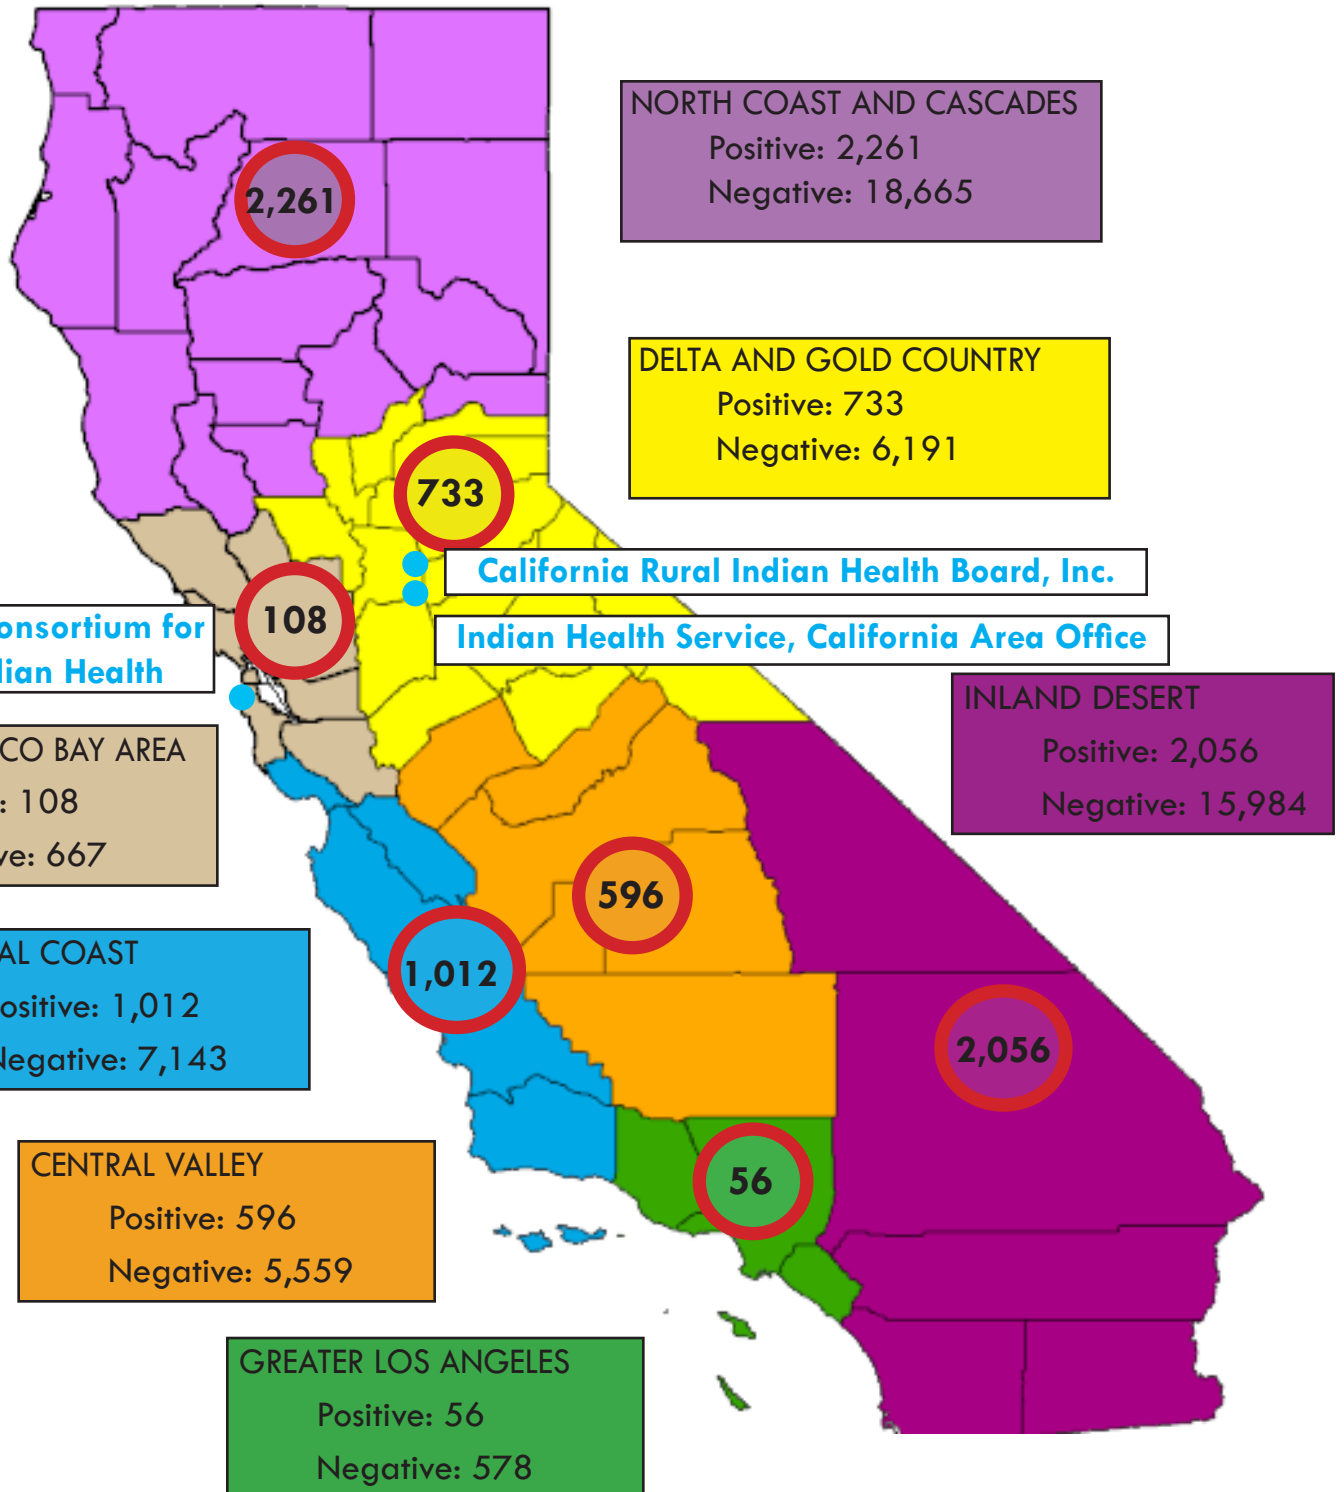 NORTH COAST AND CASCADES
Positive: 2,261
Negative: 18,665
2,261
DELTA AND GOLD COUNTRY
Positive: 733
Negative: 6,191
733
California Rural Indian Health Board, Inc.
108
onsortium for
dian Health
Indian Health Service, California Area Office
INLAND DESERT
Positive: 2,056
Negative: 15,984
CO BAY AREA
: 108
ve: 667
596
AL COAST
ositive: 1,012
Negative: 7,143
1,012
2,056
CENTRAL VALLEY
Positive: 596
Negative: 5,559
56
GREATER LOS ANGELES
Positive: 56
Negative: 578